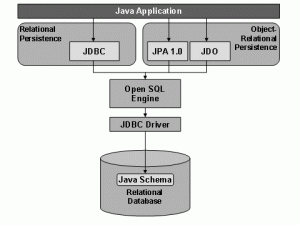 Java Application
Relational
Persistence
Object-
Relational
Persistence
JDBC
JPA 1.0
JDO
Open SQL
Engine
JDBC Driver
Java Schema
Relational
Database